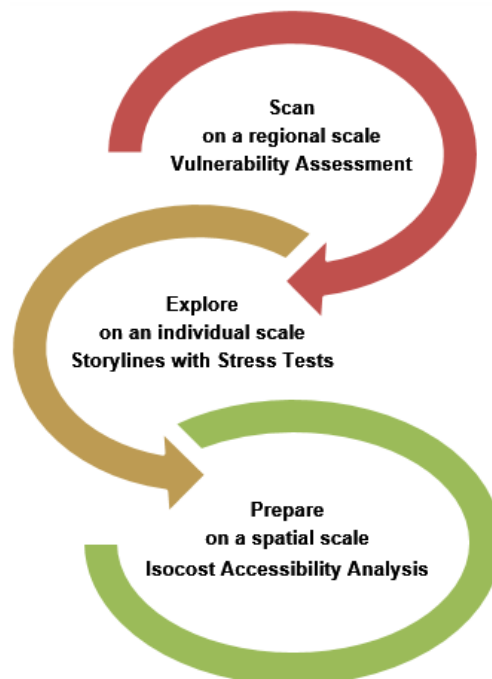 Scan
on a regional scale
Vulnerability Assessment
Explore
on an individual scale
Storylines with Stress Tests
Prepare
on a spatial scale
Isocost Accessibility Analysis